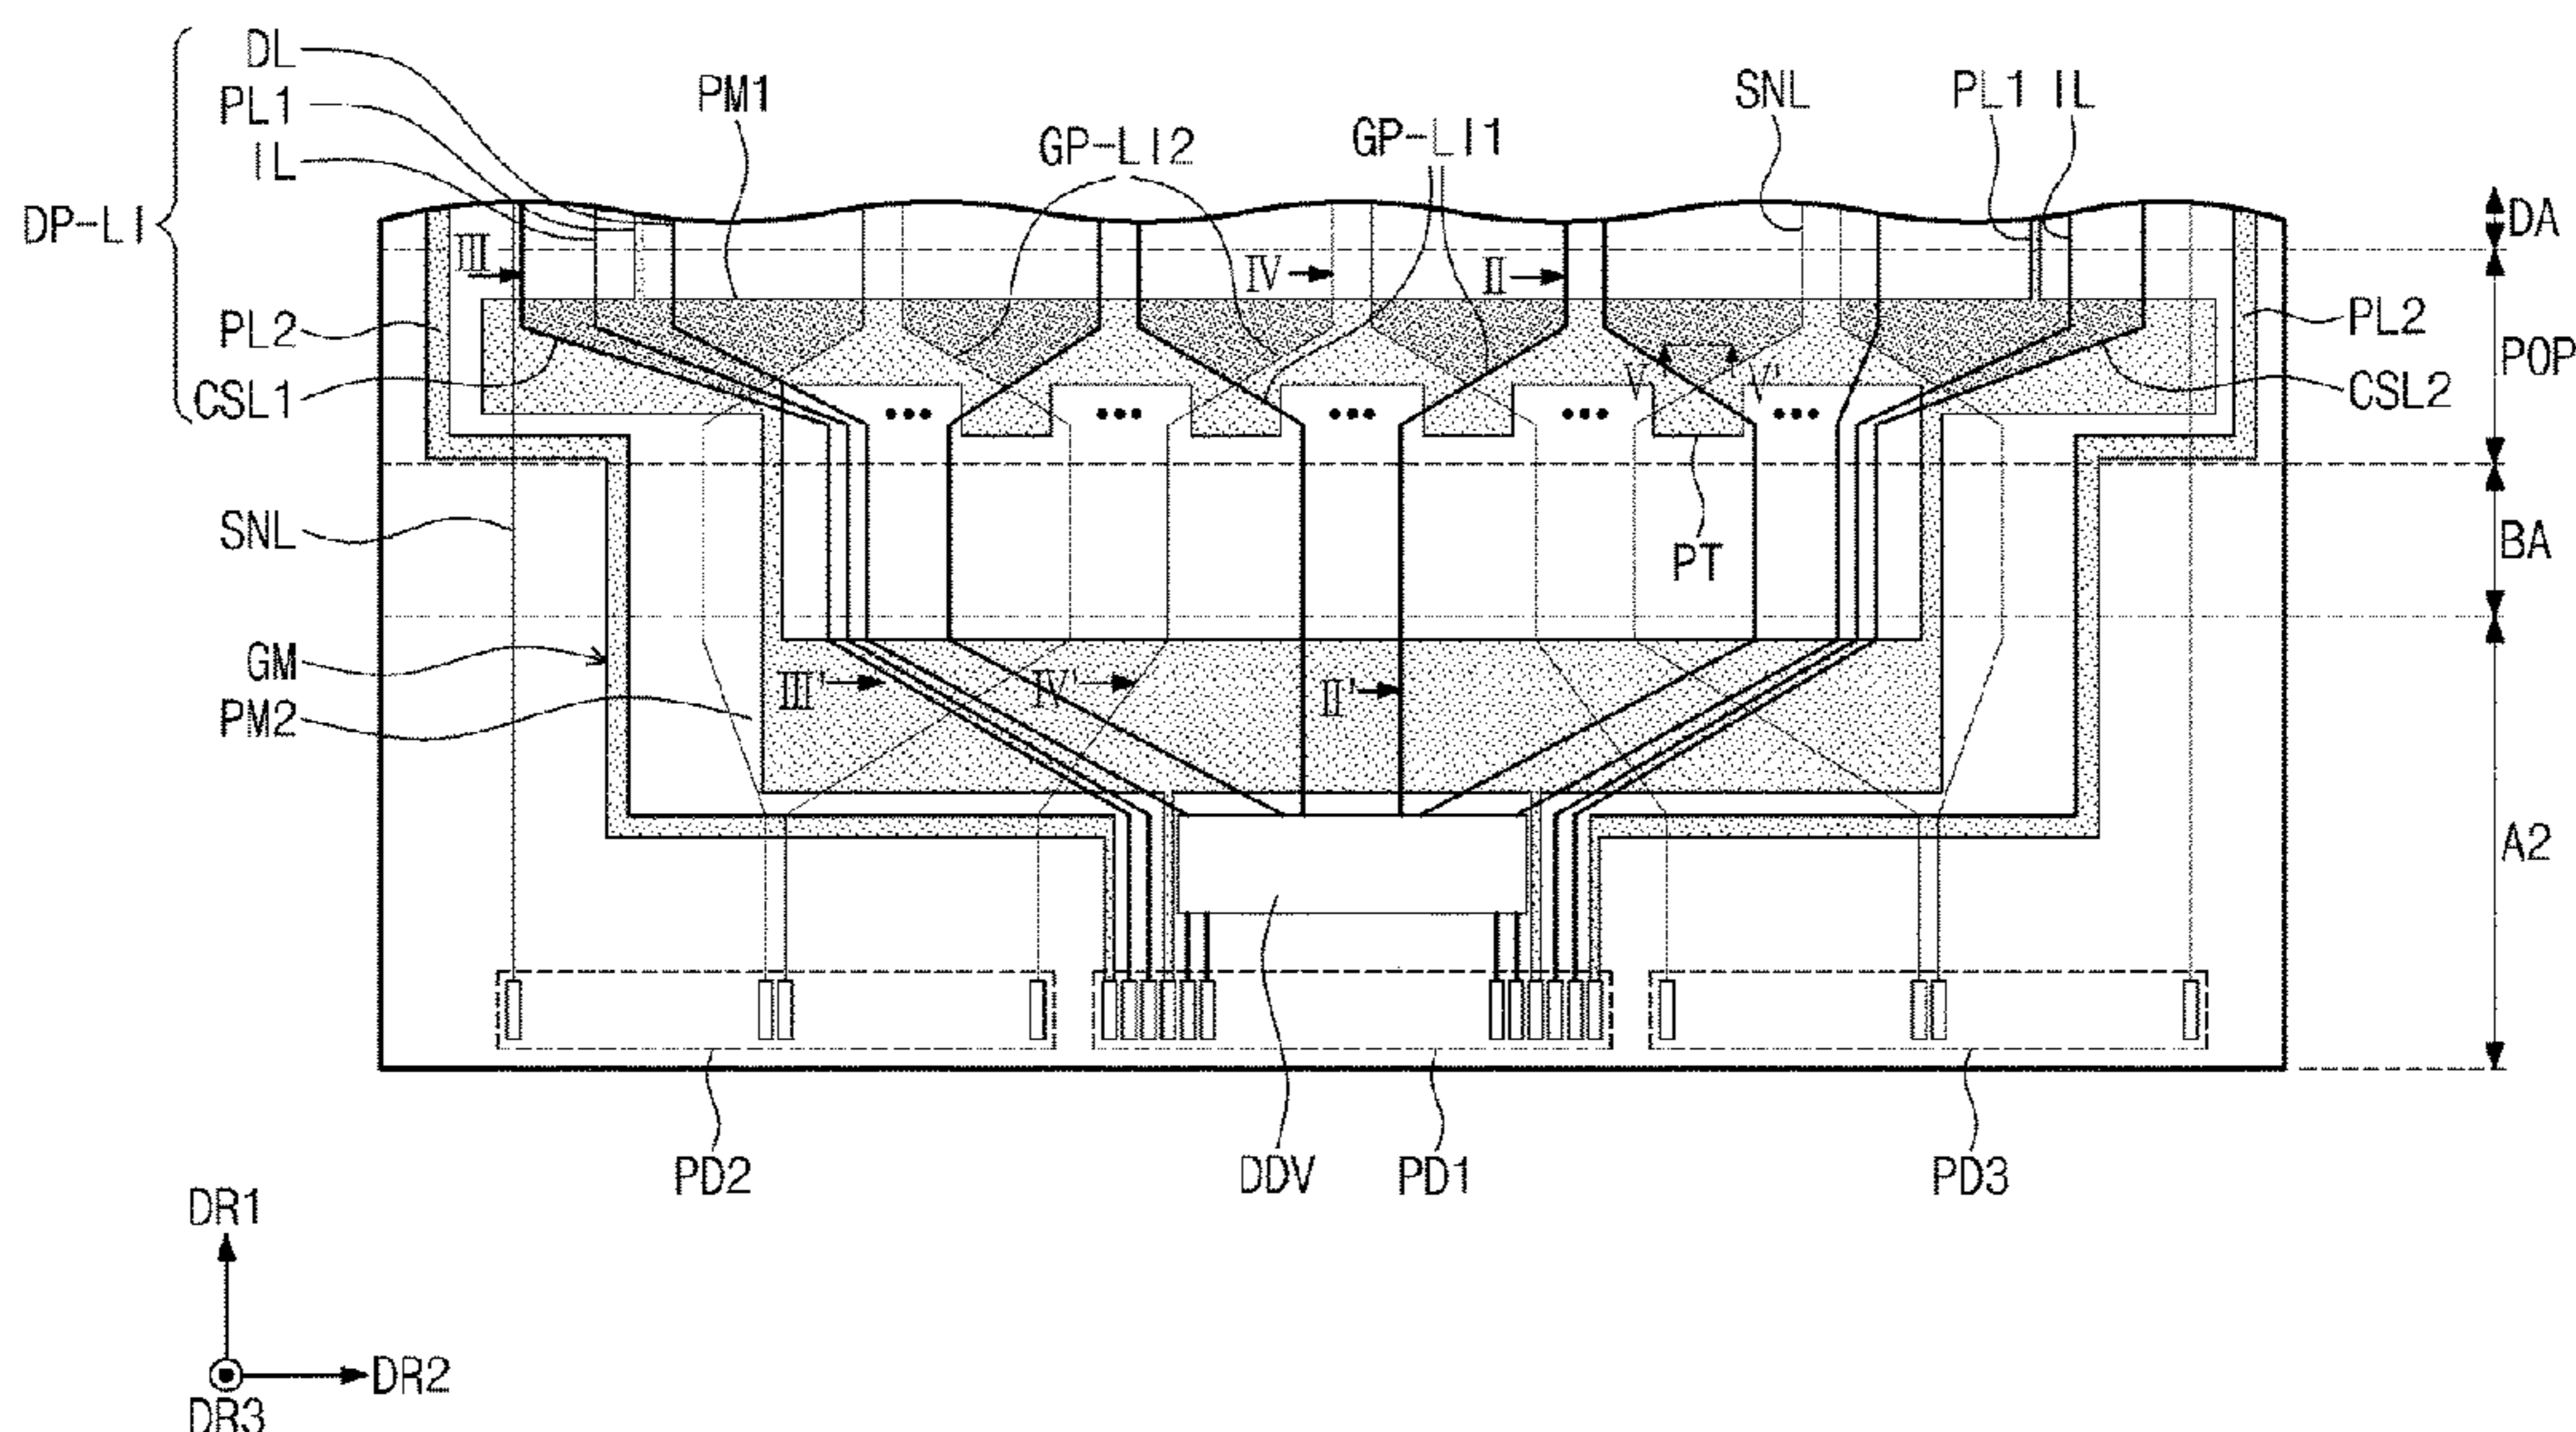 DL
PL1
IL
DP-LI
PM1
GP-LI2
GP-LI1
SNL
PL1 IL
DA
III
IV
II
PL2
PL2
POP
CSL1
V
V'
CSL2
SNL
PT
BA
GM
III'
IV'
II'
PM2
A2
PD2
DDV
PD1
PD3
DR1
DR2
DR3